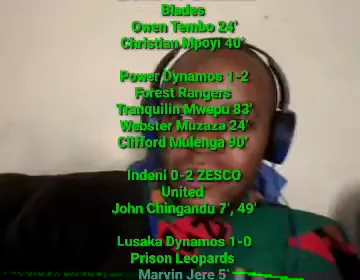 Blades
Owen Tembo 24'
Christian Mpoyi 40'
Power Dynamos 1-2
Forest Rangers
Tranquilin Mwepu 83'
Webster Muzaza 24'
Clifford Mulenga 90'
Indeni 0-2 ZESCO
United
John Chingandu 7', 49'
Lusaka Dynamos 1-0
Prison Leopards
Marvin Jere 5'